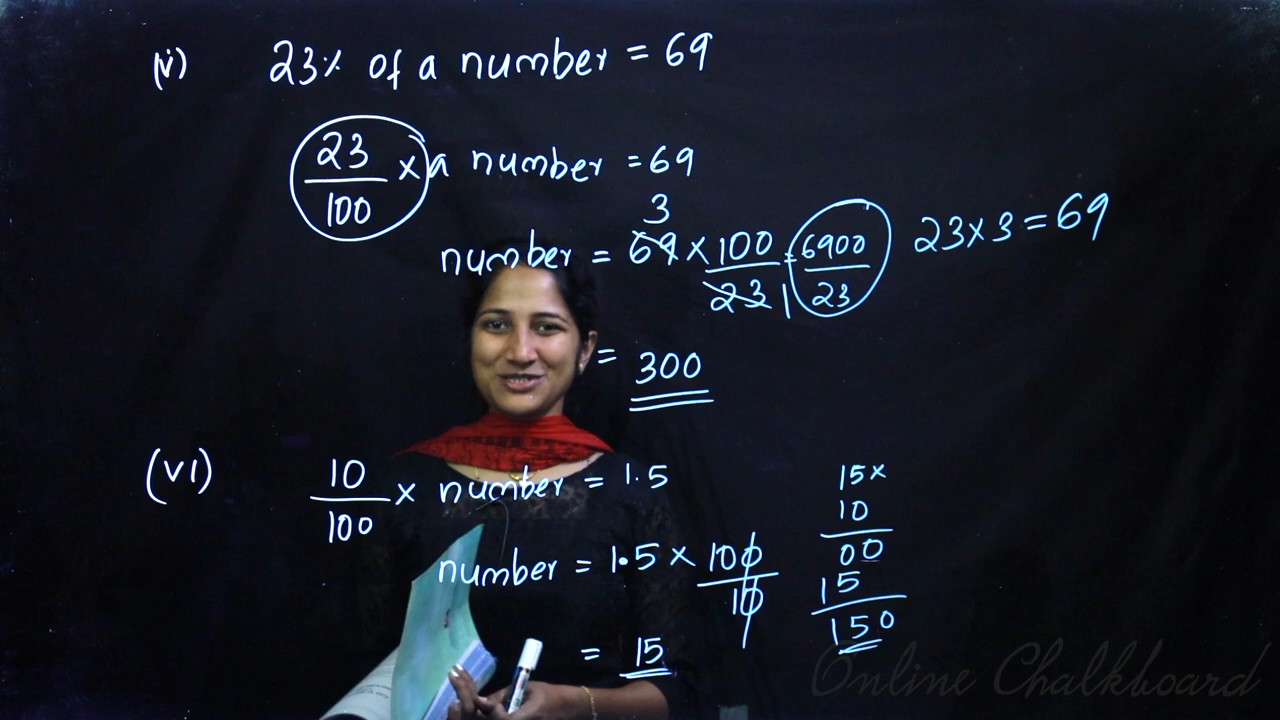 (v) 23% of a number = 69
23/100 × a number = 69
3
number = 69 × 100/23 = 6900/23 23×3=69
1
= 300
(vi) 10/100 × number = 1.5
number = 1.5 × 100/10
= 15
15×
10
00
15
150
Online Chalkboard